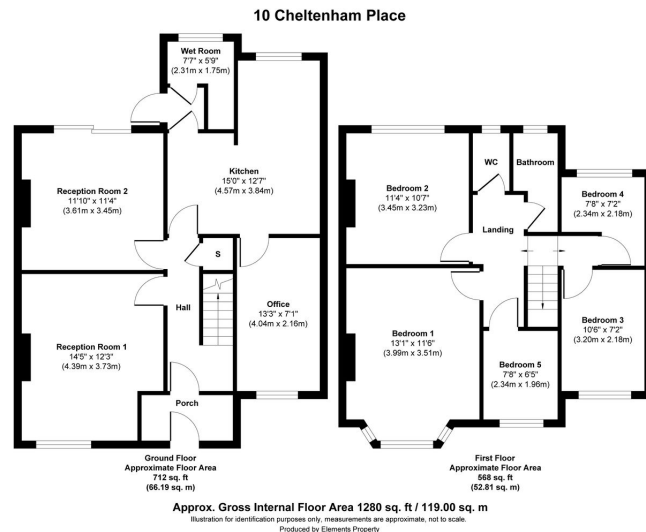 10 Cheltenham Place
Wet Room
7'7" x 5'9"
(2.31m x 1.75m)
Kitchen
15'0" x 12'7"
(4.57m x 3.84m)
Reception Room 2
11'10" x 11'4"
(3.61m x 3.45m)
S
Hall
Office
13'3" x 7'1"
(4.04m x 2.16m)
Reception Room 1
14'5" x 12'3"
(4.39m x 3.73m)
Porch
Ground Floor
Approximate Floor Area
712 sq. ft
(66.19 sq. m)
WC
Bathroom
Bedroom 2
11'4" x 10'7"
(3.45m x 3.23m)
Bedroom 4
7'8" x 7'2"
(2.34m x 2.18m)
Landing
Bedroom 1
13'1" x 11'6"
(3.99m x 3.51m)
Bedroom 3
10'6" x 7'2"
(3.20m x 2.18m)
Bedroom 5
7'8" x 6'5"
(2.34m x 1.96m)
First Floor
Approximate Floor Area
568 sq. ft
(52.81 sq. m)
Approx. Gross Internal Floor Area 1280 sq. ft / 119.00 sq. m
Illustration for identification purposes only, measurements are approximate, not to scale.
Produced by Elements Property